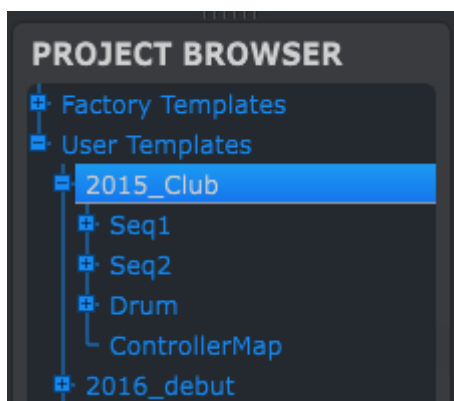 PROJECT BROWSER
Factory Templates
User Templates
2015_Club
Seq1
Seq2
Drum
ControllerMap
2016_debut